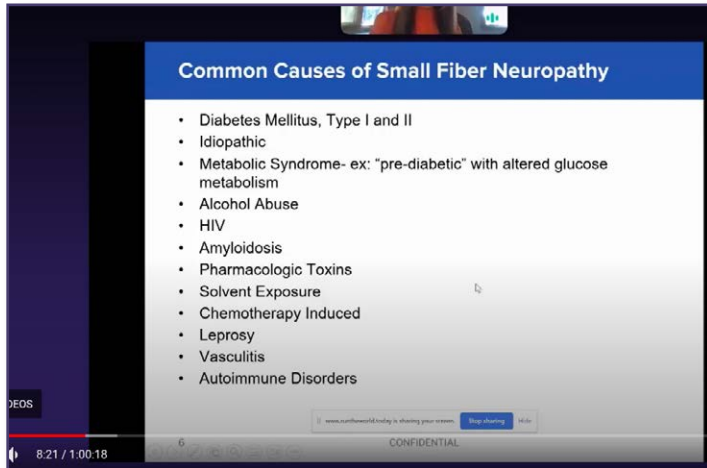 Common Causes of Small Fiber Neuropathy
• Diabetes Mellitus, Type I and II
• Idiopathic
• Metabolic Syndrome- ex: "pre-diabetic" with altered glucose
metabolism
• Alcohol Abuse
• HIV
• Amyloidosis
• Pharmacologic Toxins
• Solvent Exposure
• Chemotherapy Induced
• Leprosy
• Vasculitis
• Autoimmune Disorders
DEOS
www.runtheworld.today is sharing your screen. Stop sharing Hide
6 CONFIDENTIAL
8:21 / 1:00:18